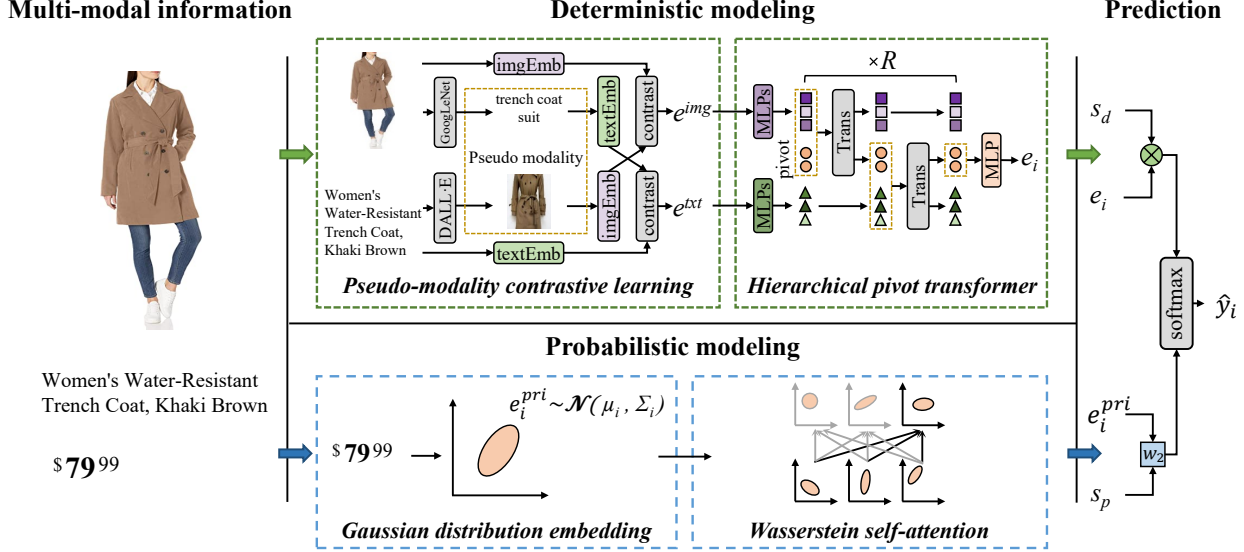 Multi-modal information
Deterministic modeling
Prediction
imgEmb
GoogLeNet
trench coat
suit
textEmb
contrast
e^{img}
Pseudo modality
Women's
Water-Resistant
Trench Coat,
Khaki Brown
DALL·E
imgEmb
contrast
e^{txt}
textEmb
Pseudo-modality contrastive learning
×R
MLPs
pivot
Trans
MLPs
Trans
MLP
e_i
Hierarchical pivot transformer
s_d
e_i
softmax
ŷ_i
e_i^{pri}
w_2
s_p
Probabilistic modeling
Women's Water-Resistant
Trench Coat, Khaki Brown
$79^{99}
$79^{99}
e_i^{pri}~𝒩(μ_i, Σ_i)
Gaussian distribution embedding
Wasserstein self-attention